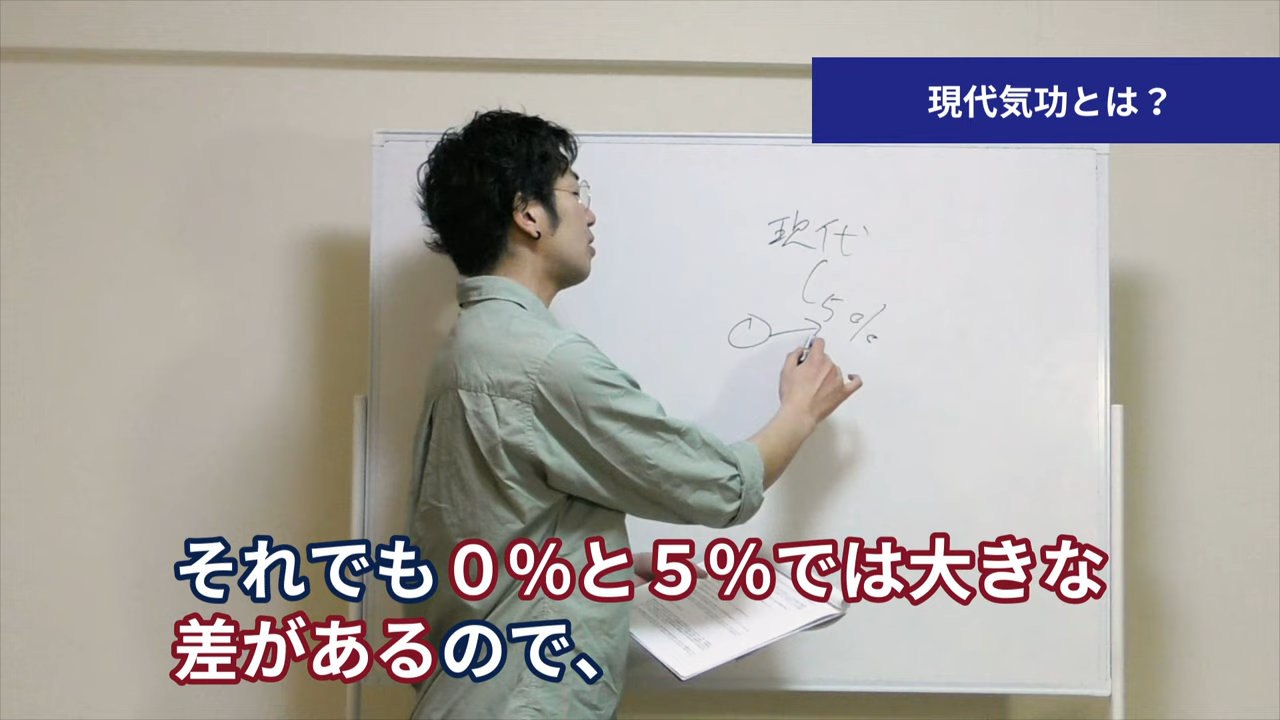 現代気功とは？
現代
5%
それでも０％と５％では大きな
差があるので、